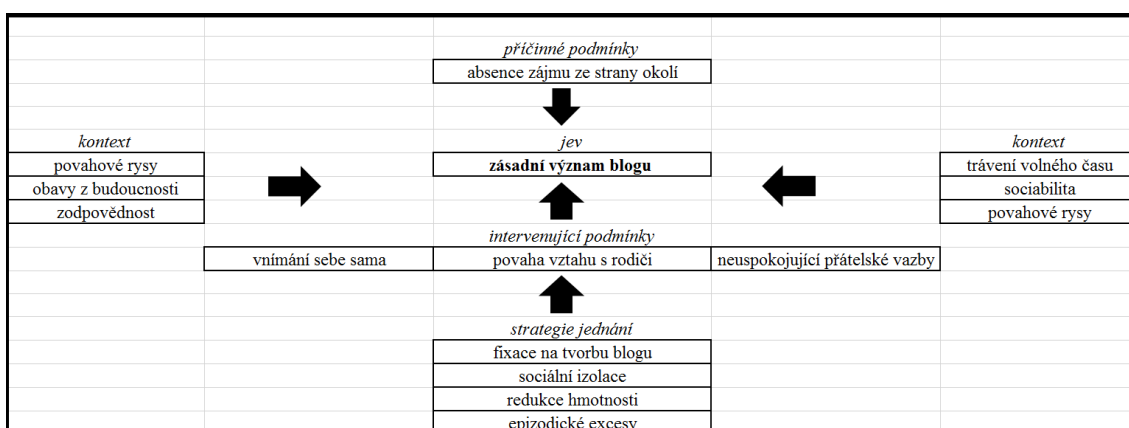 příčinné podmínky
absence zájmu ze strany okolí
kontext
jev
kontext
povahové rysy
zásadní význam blogu
trávení volného času
obavy z budoucnosti
sociabilita
zodpovědnost
povahové rysy
intervenující podmínky
vnímání sebe sama
povaha vztahu s rodiči
neuspokojující přátelské vazby
strategie jednání
fixace na tvorbu blogu
sociální izolace
redukce hmotnosti
epizodické excesy